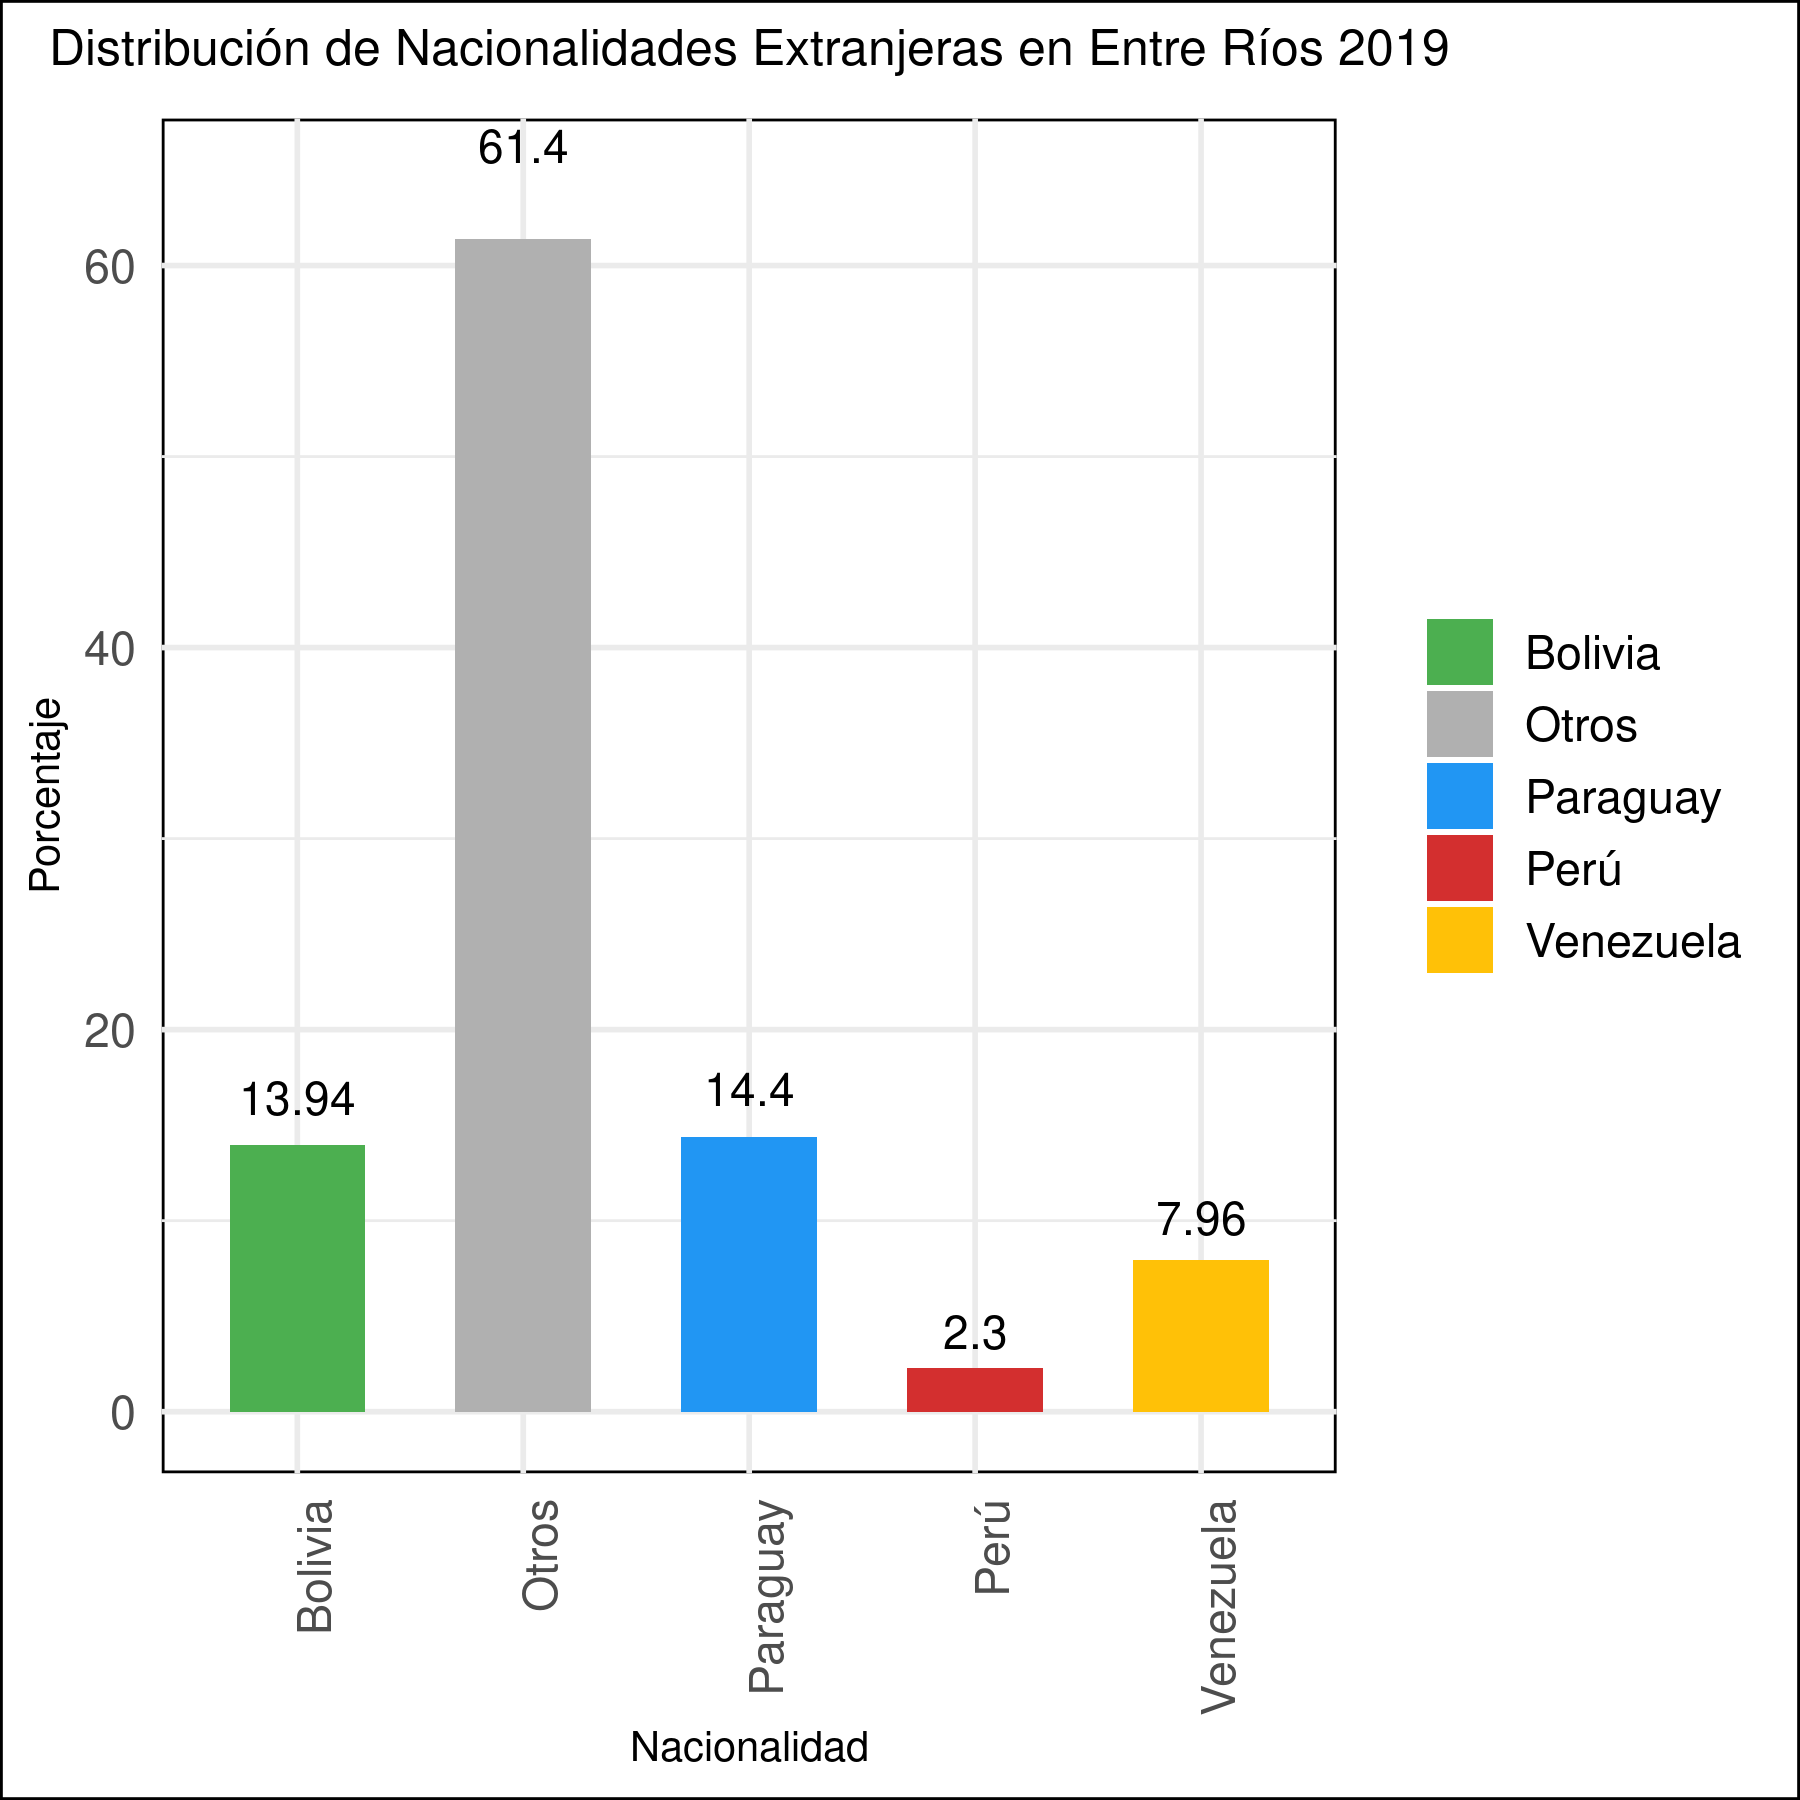 Distribución de Nacionalidades Extranjeras en Entre Ríos 2019
61.4
60
40
20
0
Porcentaje
13.94
14.4
2.3
7.96
Bolivia
Otros
Paraguay
Perú
Venezuela
Nacionalidad
Bolivia
Otros
Paraguay
Perú
Venezuela